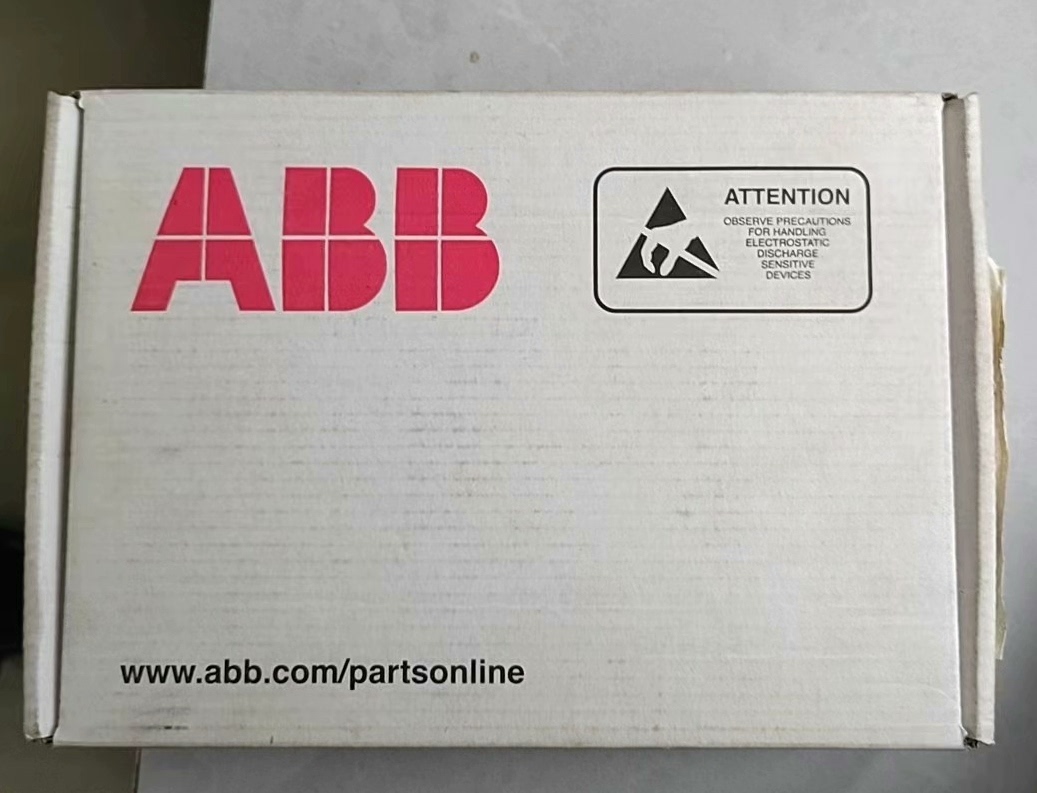 ABB
ATTENTION
OBSERVE PRECAUTIONS
FOR HANDLING
ELECTROSTATIC
DISCHARGE
SENSITIVE
DEVICES
www.abb.com/partsonline